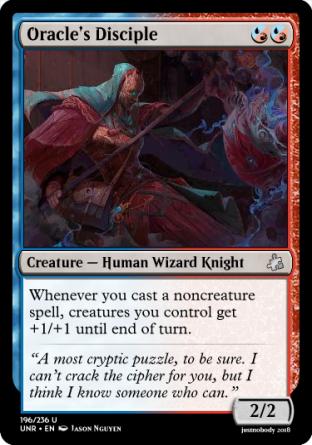 Oracle's Disciple
Creature — Human Wizard Knight
Whenever you cast a noncreature
spell, creatures you control get
+1/+1 until end of turn.
“A most cryptic puzzle, to be sure. I
can't crack the cipher for you, but I
think I know someone who can.”
2/2
196/236 U
UNR • EN Jason Nguyen
justnobody 2018